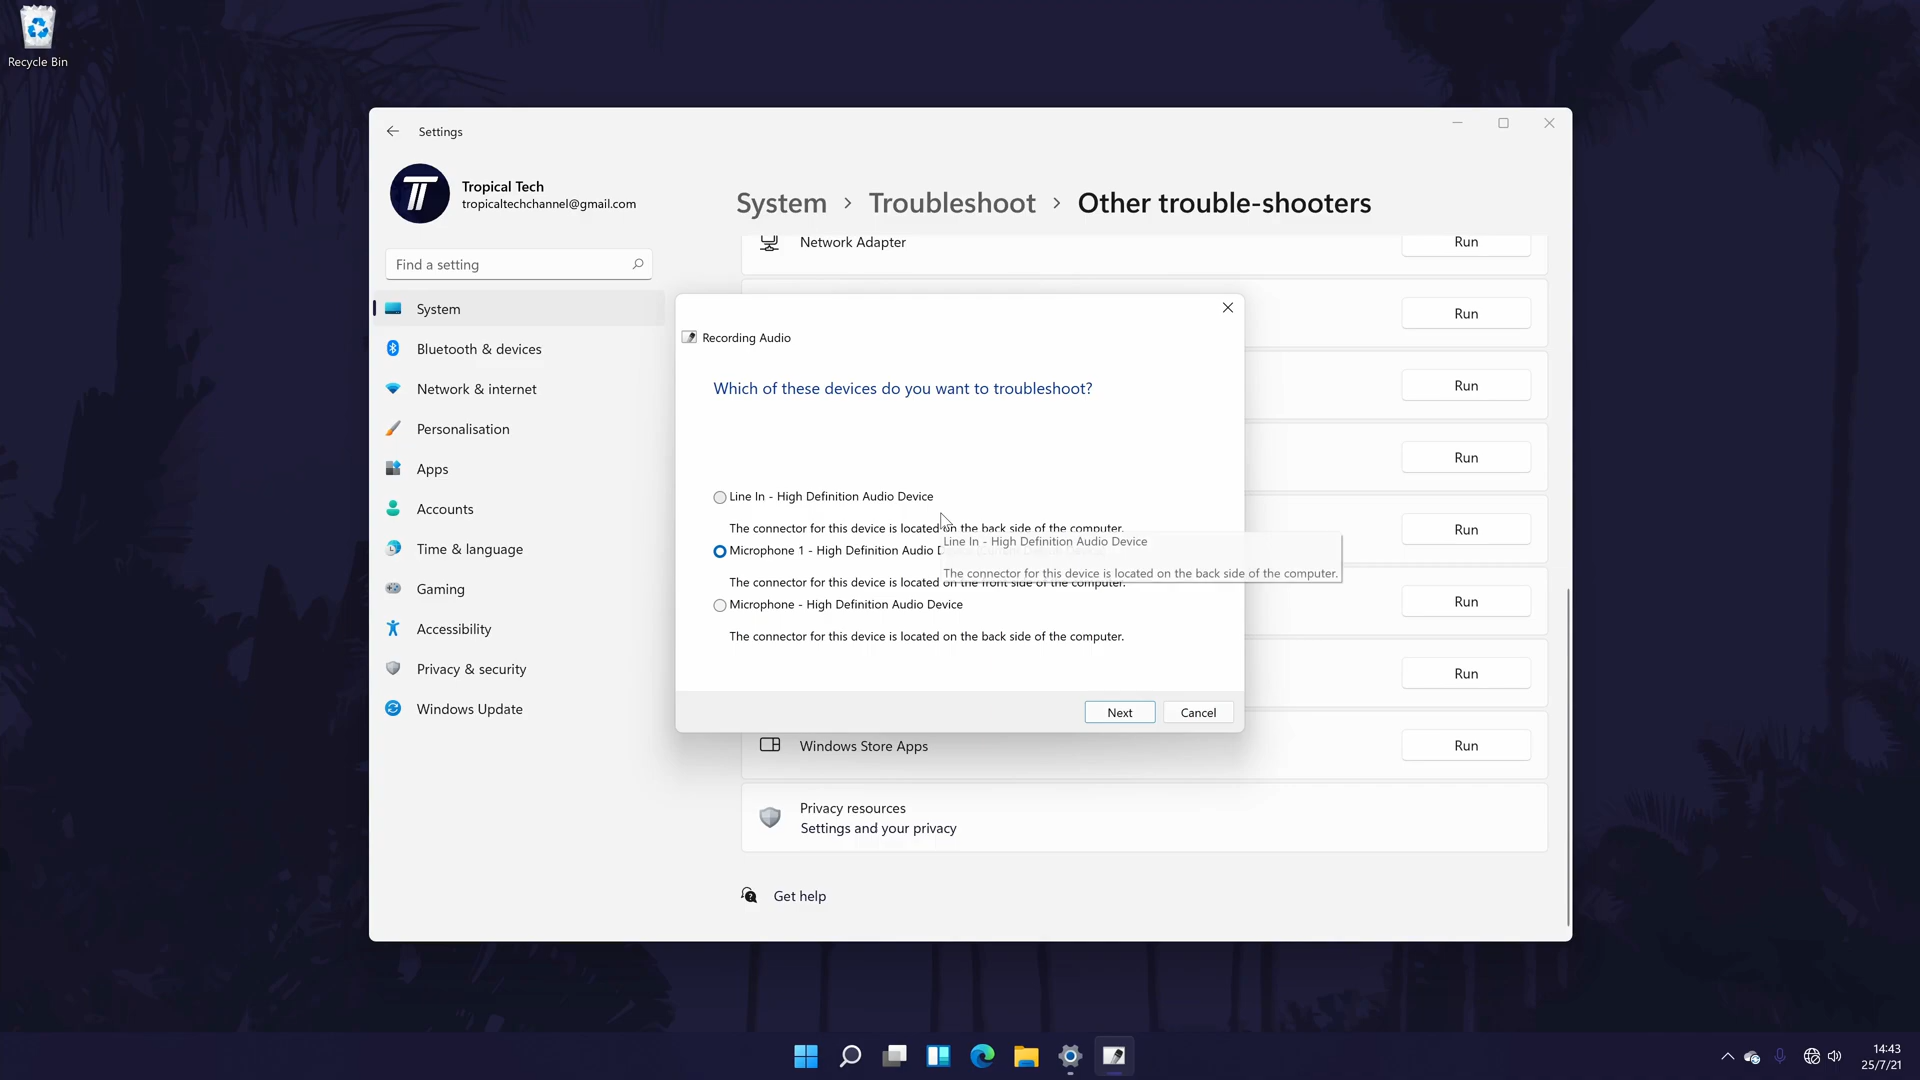 Recycle Bin
Settings
Tropical Tech
tropicaltechchannel@gmail.com
Find a setting
System
Bluetooth & devices
Network & internet
Personalisation
Apps
Accounts
Time & language
Gaming
Accessibility
Privacy & security
Windows Update
System > Troubleshoot > Other trouble-shooters
Network Adapter
Run
Run
Run
Run
Run
Run
Run
Windows Store Apps
Run
Privacy resources
Settings and your privacy
Get help
Recording Audio
Which of these devices do you want to troubleshoot?
Line In - High Definition Audio Device
The connector for this device is located on the back side of the computer.
Microphone 1 - High Definition Audio
The connector for this device is located on the front side of the computer.
Microphone - High Definition Audio Device
The connector for this device is located on the back side of the computer.
Line In - High Definition Audio Device
The connector for this device is located on the back side of the computer.
Next
Cancel
14:43
25/7/21